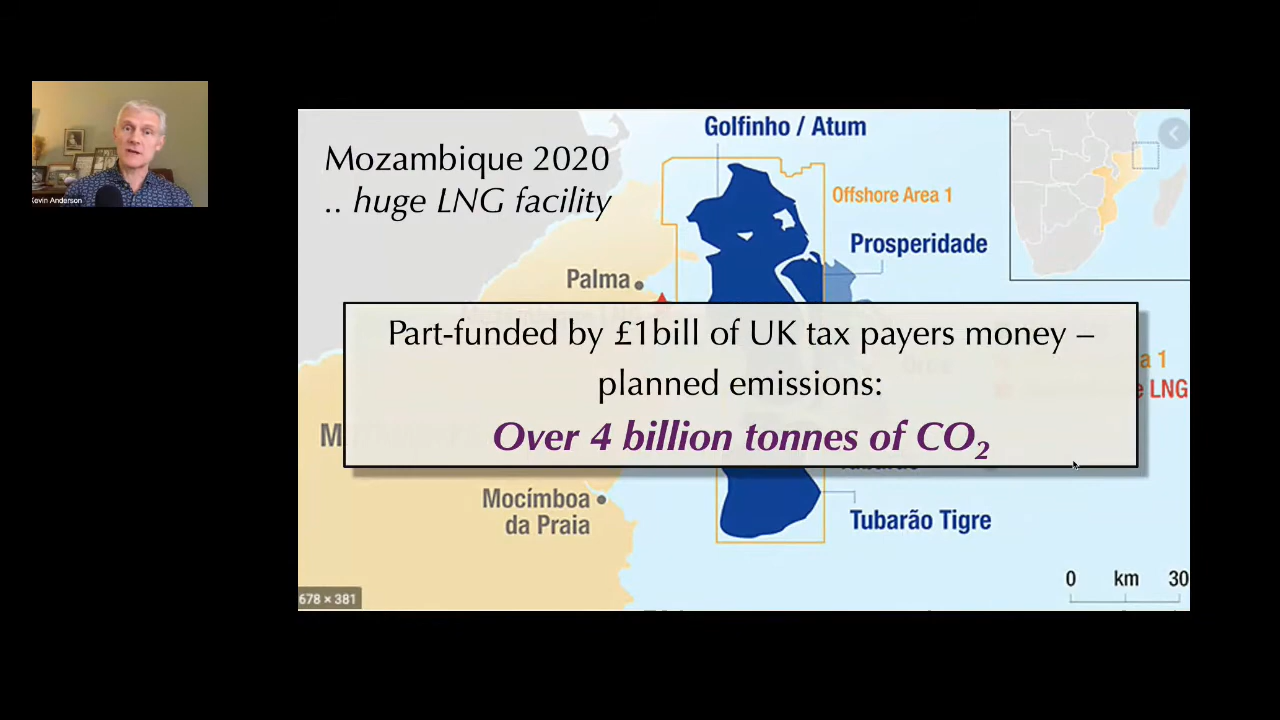 Kevin Anderson
Mozambique 2020
.. huge LNG facility
Golfinho / Atum
Offshore Area 1
Prosperidade
Palma
Part-funded by £1bill of UK tax payers money –
planned emissions:
Over 4 billion tonnes of CO₂
a 1
e LNG
M
Mocímboa
da Praia
Tubarão Tigre
0 km 30
678 × 381